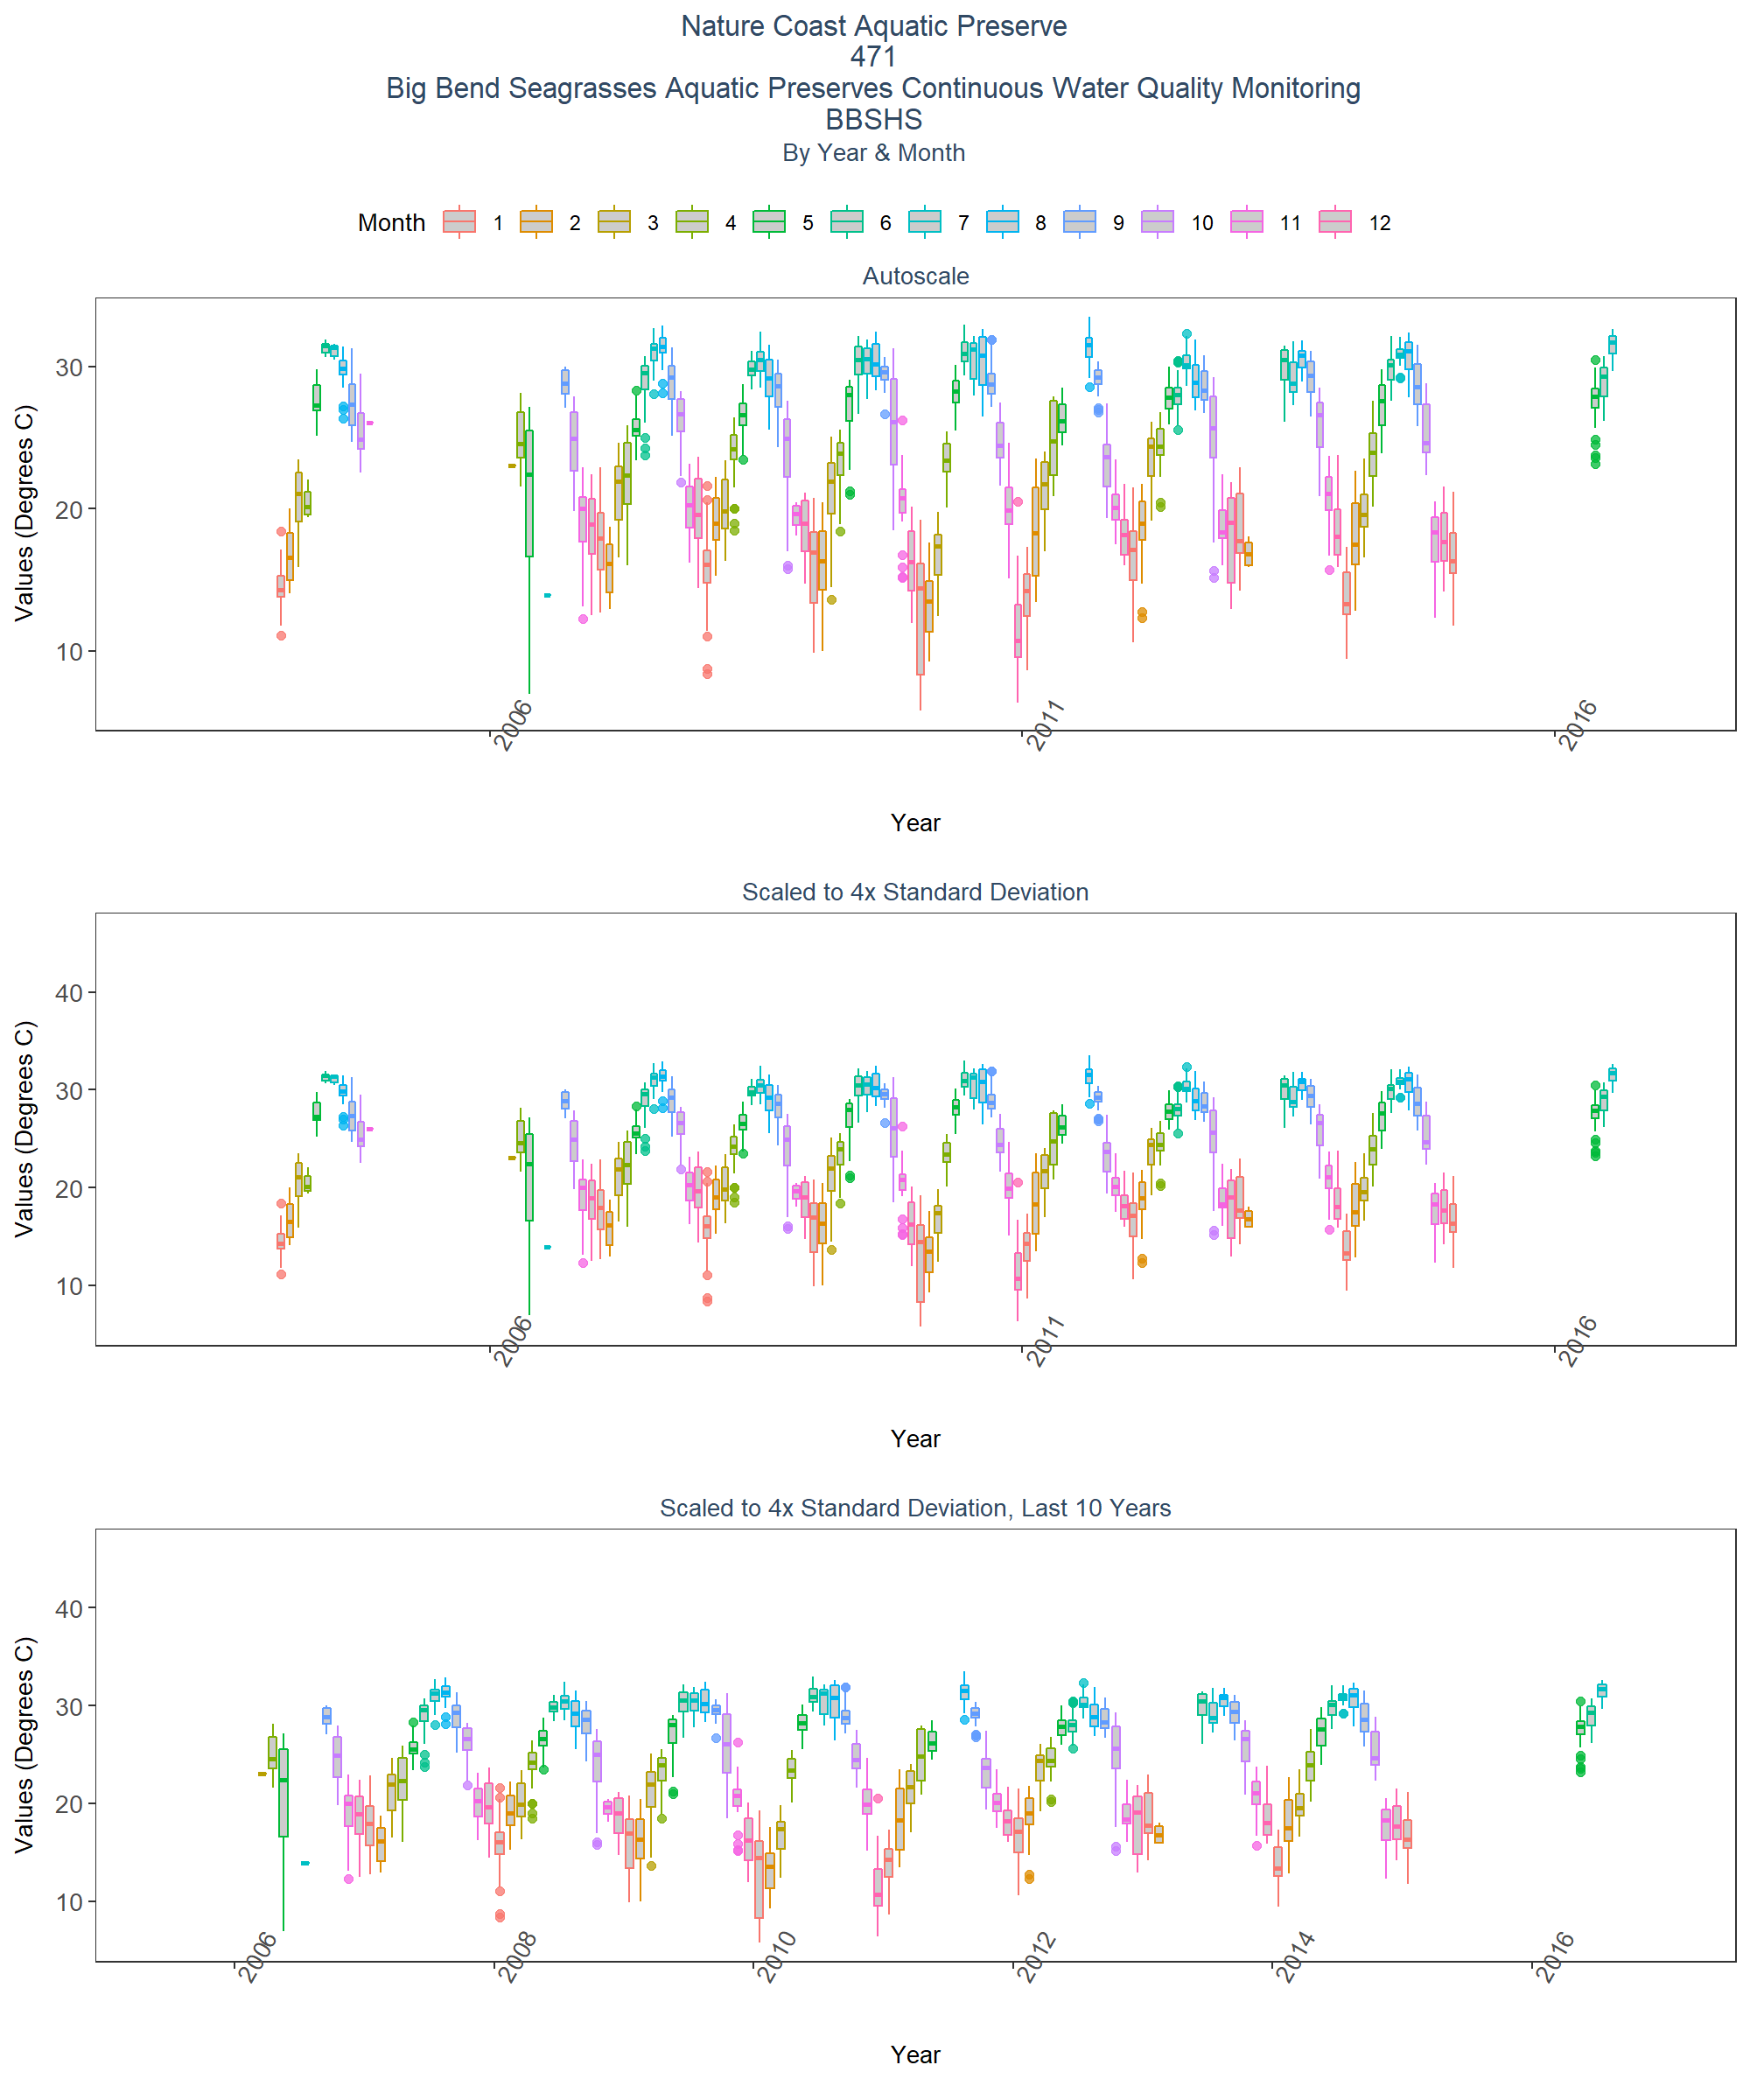 Nature Coast Aquatic Preserve
471
Big Bend Seagrasses Aquatic Preserves Continuous Water Quality Monitoring
BBSHS
By Year & Month
Month 1 2 3 4 5 6 7 8 9 10 11 12
Autoscale
Values (Degrees C)
30
20
10
2006 2011 2016
Year
Scaled to 4x Standard Deviation
Values (Degrees C)
40
30
20
10
2006 2011 2016
Year
Scaled to 4x Standard Deviation, Last 10 Years
Values (Degrees C)
40
30
20
10
2006 2008 2010 2012 2014 2016
Year